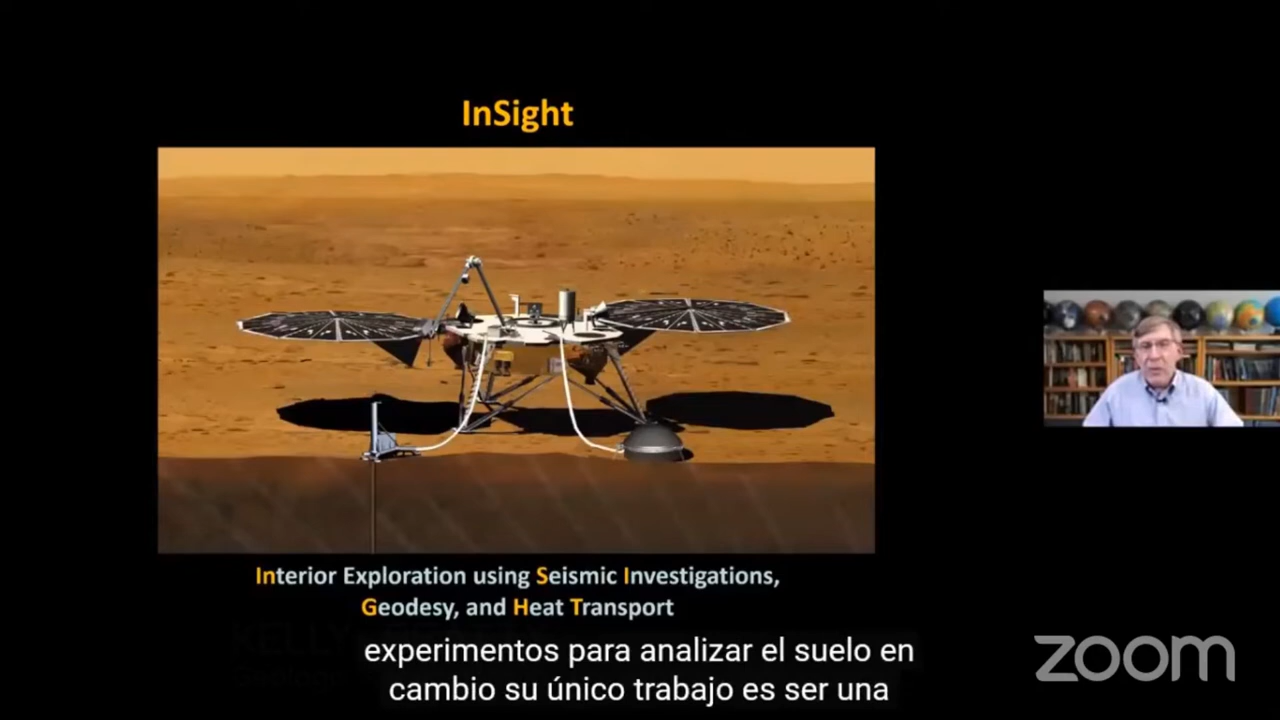 InSight
Interior Exploration using Seismic Investigations,
Geodesy, and Heat Transport
KELLY
experimentos para analizar el suelo en
cambio su único trabajo es ser una
zoom